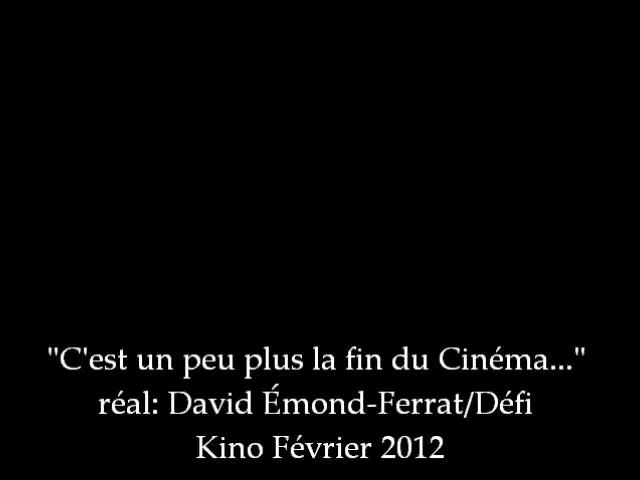 "C'est un peu plus la fin du Cinéma..."
réal: David Émond-Ferrat/Défi
Kino Février 2012